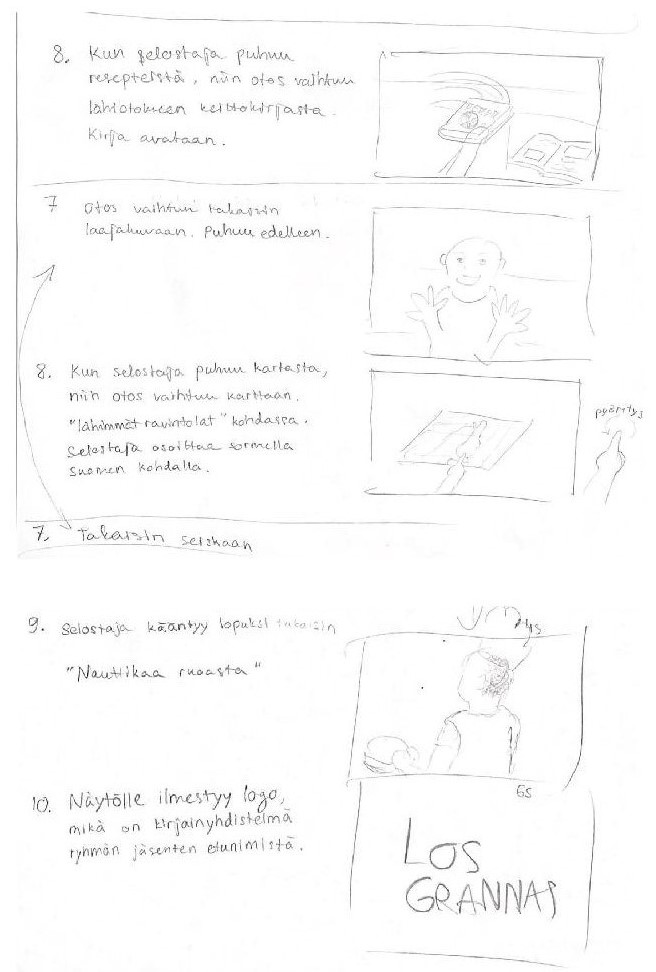 8. Kun selostaja puhuu
resepteistä, niin otos vaihtuu
lähiotokseen keittokirjasta.
Kirja avataan.
7 Otos vaihtuu takaisin
laajakuvaan. Puhuu edelleen.
8. Kun selostaja puhuu kartasta,
niin otos vaihtuu karttaan.
"lähimmät ravintolat" kohdassa.
Selostaja osoittaa sormella
suomen kohdalla.
pyöritys
7. Takaisin seiskaan
9. Selostaja kääntyy lopuksi takaisin
"Nauttikaa ruoasta"
10. Näytölle ilmestyy logo,
mikä on kirjainyhdistelmä
ryhmän jäsenten etunimistä.
6s
LOS
GRANNAS